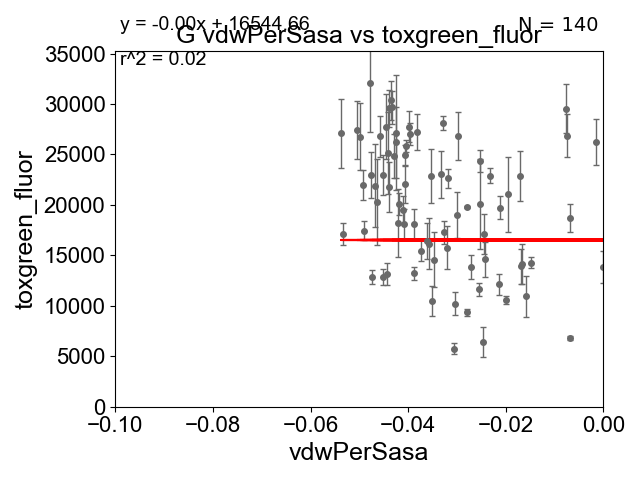 y = -0.00x + 16544.66
N = 140
G vdwPerSasa vs toxgreen_fluor
r^2 = 0.02
35000
30000
25000
20000
15000
10000
5000
0
toxgreen_fluor
−0.10 −0.08 −0.06 −0.04 −0.02 0.00
vdwPerSasa